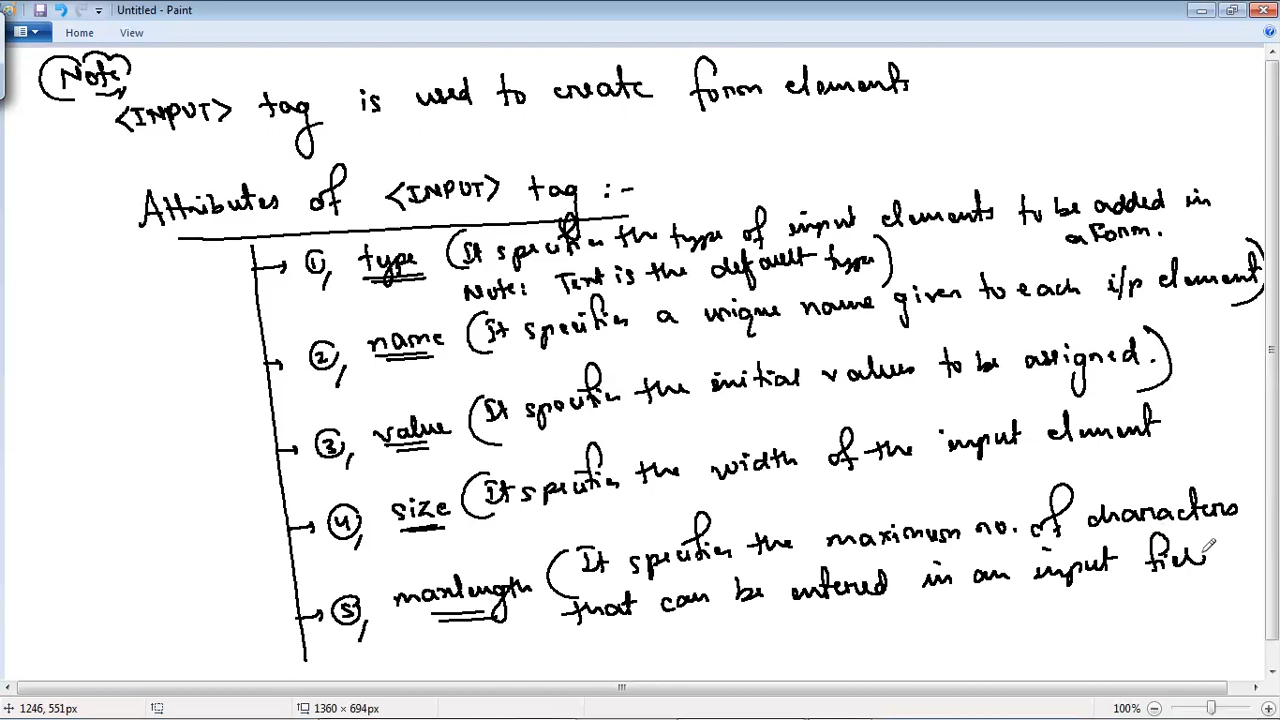 Untitled - Paint
Home View
Note
<INPUT> tag is used to create form elements
Attributes of <INPUT> tag :-
1, type (It specifies the type of input elements to be added in
a Form.
Note: Text is the default type)
2, name (It specifies a unique name given to each i/p element)
3, value (It specifies the initial values to be assigned.)
4, size (It specifies the width of the input element
5, maxlength (It specifies the maximum no. of characters
that can be entered in an input fiel
1246, 551px 1360 × 694px 100%